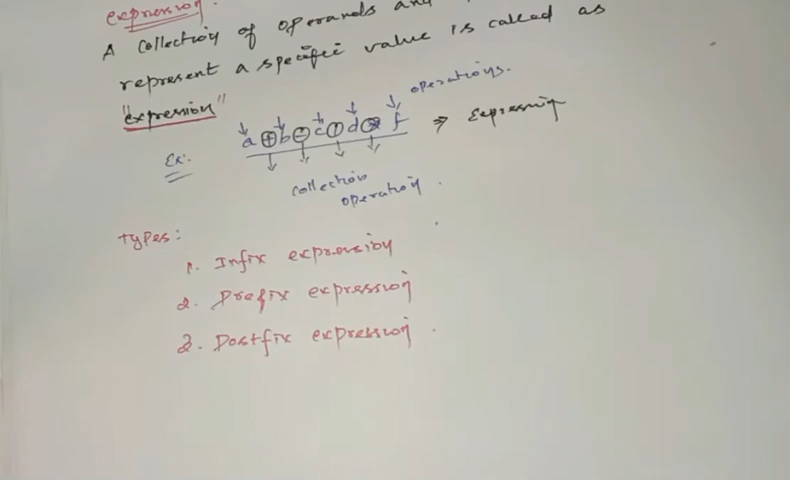 expression.
A collection of operands and
represent a specific value is called as
"expression"
operations.
Ex:. a + b - c / d * f ⇒ Expression
collection
operation.
Types:
1. Infix expression
2. Prefix expression
3. Postfix expression.